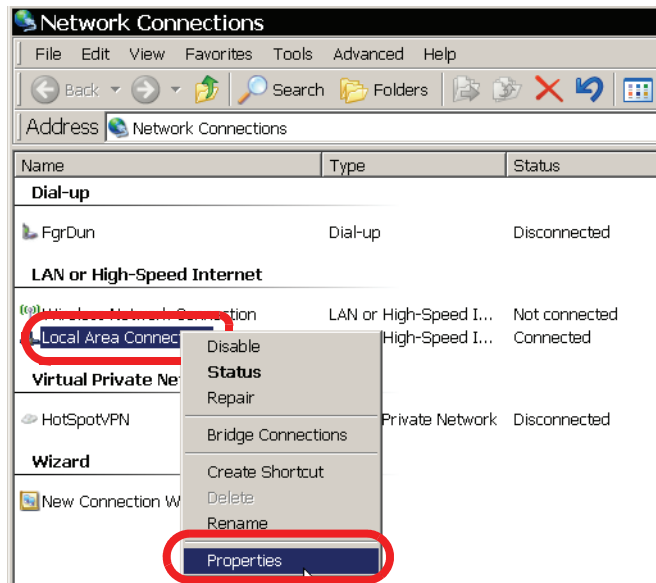 Network Connections
File Edit View Favorites Tools Advanced Help
Back Search Folders
Address Network Connections
Name Type Status
Dial-up
FgrDun Dial-up Disconnected
LAN or High-Speed Internet
Wireless Network Connection LAN or High-Speed I... Not connected
Local Area Connect High-Speed I... Connected
Disable
Status
Virtual Private Ne
Repair
HotSpotVPN Private Network Disconnected
Bridge Connections
Wizard
Create Shortcut
Delete
New Connection W
Rename
Properties